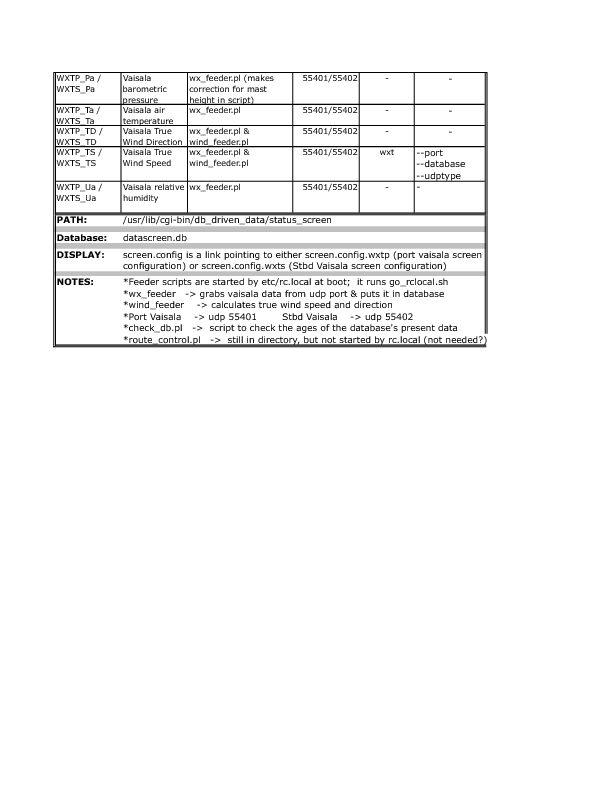 WXTP_Pa / Vaisala wx_feeder.pl (makes 55401/55402 - -
WXTS_Pa barometric correction for mast
pressure height in script)
WXTP_Ta / Vaisala air wx_feeder.pl 55401/55402 - -
WXTS_Ta temperature
WXTP_TD / Vaisala True wx_feeder.pl & 55401/55402 - -
WXTS_TD Wind Direction wind_feeder.pl
WXTP_TS / Vaisala True wx_feeder.pl & 55401/55402 wxt --port
WXTS_TS Wind Speed wind_feeder.pl --database
--udptype
WXTP_Ua / Vaisala relative wx_feeder.pl 55401/55402 - -
WXTS_Ua humidity
PATH: /usr/lib/cgi-bin/db_driven_data/status_screen
Database: datascreen.db
DISPLAY: screen.config is a link pointing to either screen.config.wxtp (port vaisala screen
configuration) or screen.config.wxts (Stbd Vaisala screen configuration)
NOTES: *Feeder scripts are started by etc/rc.local at boot; it runs go_rclocal.sh
*wx_feeder -> grabs vaisala data from udp port & puts it in database
*wind_feeder -> calculates true wind speed and direction
*Port Vaisala -> udp 55401 Stbd Vaisala -> udp 55402
*check_db.pl -> script to check the ages of the database's present data
*route_control.pl -> still in directory, but not started by rc.local (not needed?)